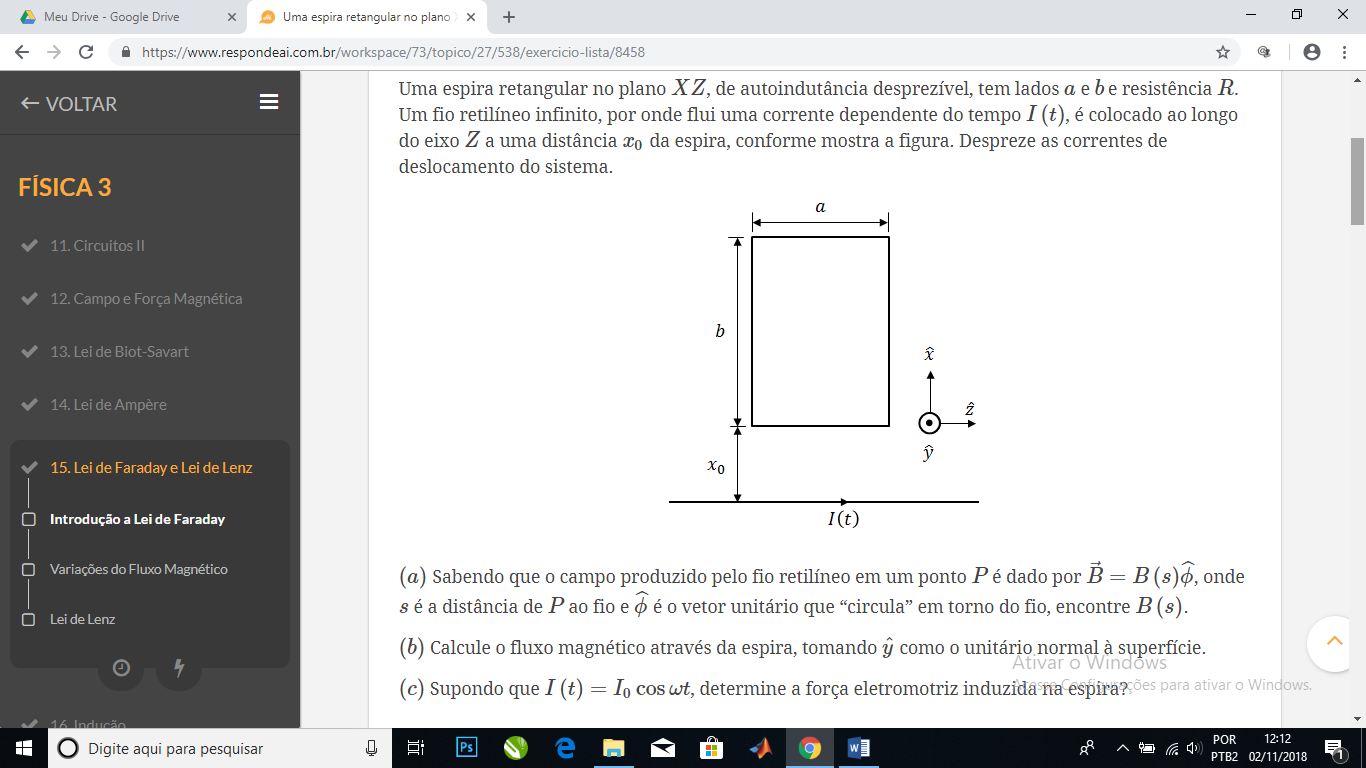 Meu Drive - Google Drive
Uma espira retangular no plano
https://www.respondeai.com.br/workspace/73/topico/27/538/exercicio-lista/8458
← VOLTAR
FÍSICA 3
11. Circuitos II
12. Campo e Força Magnética
13. Lei de Biot-Savart
14. Lei de Ampère
15. Lei de Faraday e Lei de Lenz
Introdução a Lei de Faraday
Variações do Fluxo Magnético
Lei de Lenz
16. Indução
Uma espira retangular no plano XZ, de autoindutância desprezível, tem lados a e b e resistência R.
Um fio retilíneo infinito, por onde flui uma corrente dependente do tempo I (t), é colocado ao longo
do eixo Z a uma distância x₀ da espira, conforme mostra a figura. Despreze as correntes de
deslocamento do sistema.
a
b
x̂
ẑ
ŷ
x₀
I(t)
(a) Sabendo que o campo produzido pelo fio retilíneo em um ponto P é dado por B⃗ = B (s)ϕ̂, onde
s é a distância de P ao fio e ϕ̂ é o vetor unitário que “circula” em torno do fio, encontre B (s).
(b) Calcule o fluxo magnético através da espira, tomando ŷ como o unitário normal à superfície.
(c) Supondo que I (t) = I₀ cos ωt, determine a força eletromotriz induzida na espira?
Ativar o Windows
Acesse Configurações para ativar o Windows.
Digite aqui para pesquisar
POR
PTB2
12:12
02/11/2018
1